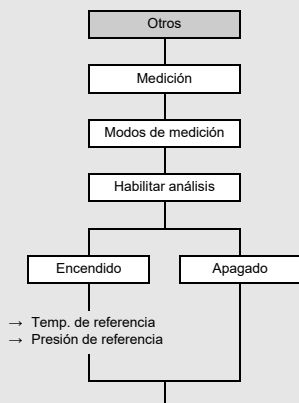 Otros
Medición
Modos de medición
Habilitar análisis
Encendido
Apagado
→ Temp. de referencia
→ Presión de referencia